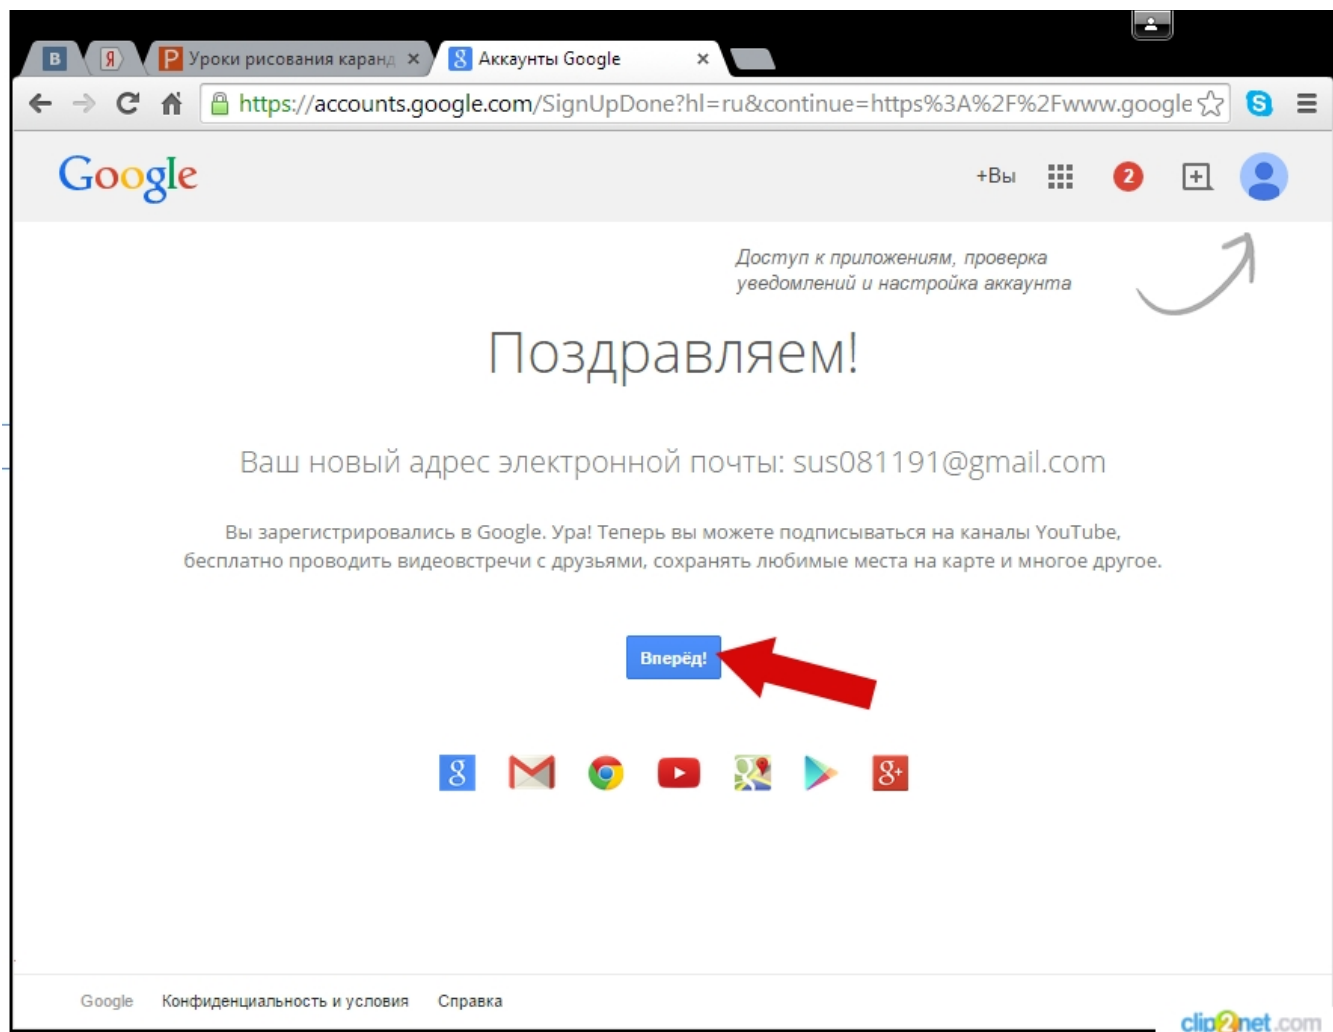 В
Я
Р Уроки рисования каранд
8 Аккаунты Google
https://accounts.google.com/SignUpDone?hl=ru&continue=https%3A%2F%2Fwww.google
S
Google
+Вы
2
Доступ к приложениям, проверка
уведомлений и настройка аккаунта
Поздравляем!
Ваш новый адрес электронной почты: sus081191@gmail.com
Вы зарегистрировались в Google. Ура! Теперь вы можете подписываться на каналы YouTube,
бесплатно проводить видеовстречи с друзьями, сохранять любимые места на карте и многое другое.
Вперёд!
8 g+
Google Конфиденциальность и условия Справка
clip2net.com